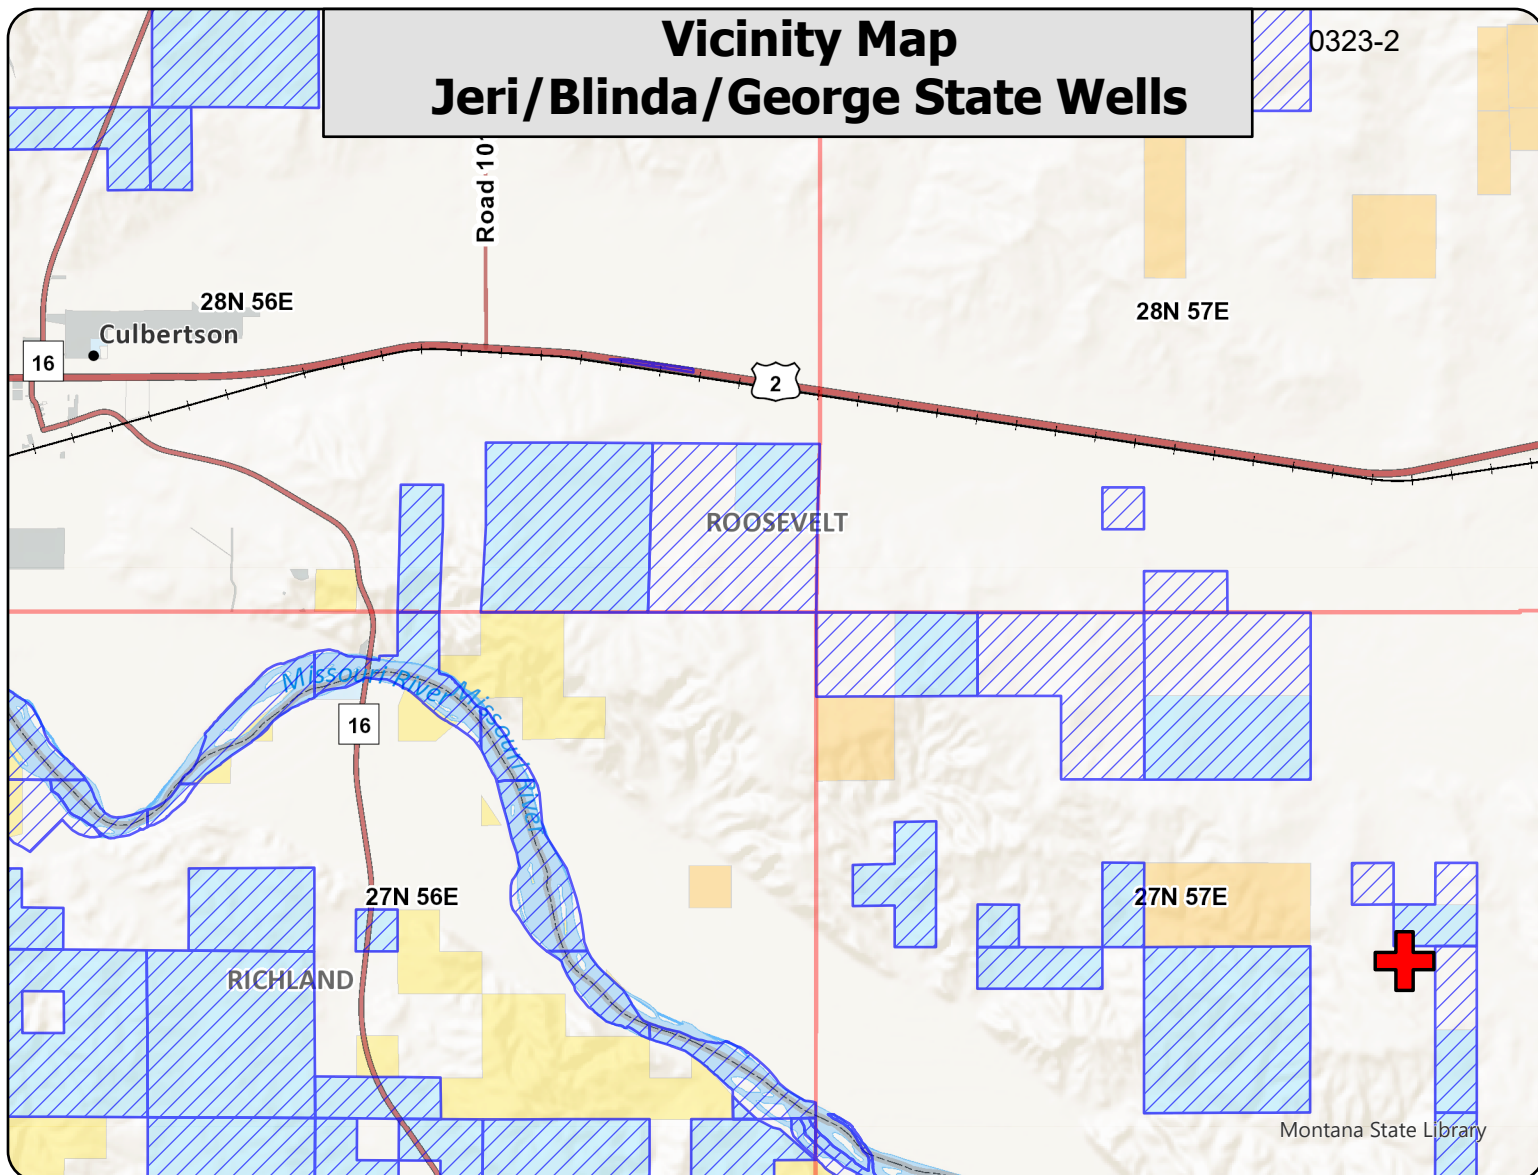 Vicinity Map
Jeri/Blinda/George State Wells
0323-2
Road 10
28N 56E
28N 57E
Culbertson
16
2
ROOSEVELT
Missouri River
Missouri River
16
27N 56E
27N 57E
RICHLAND
Montana State Library